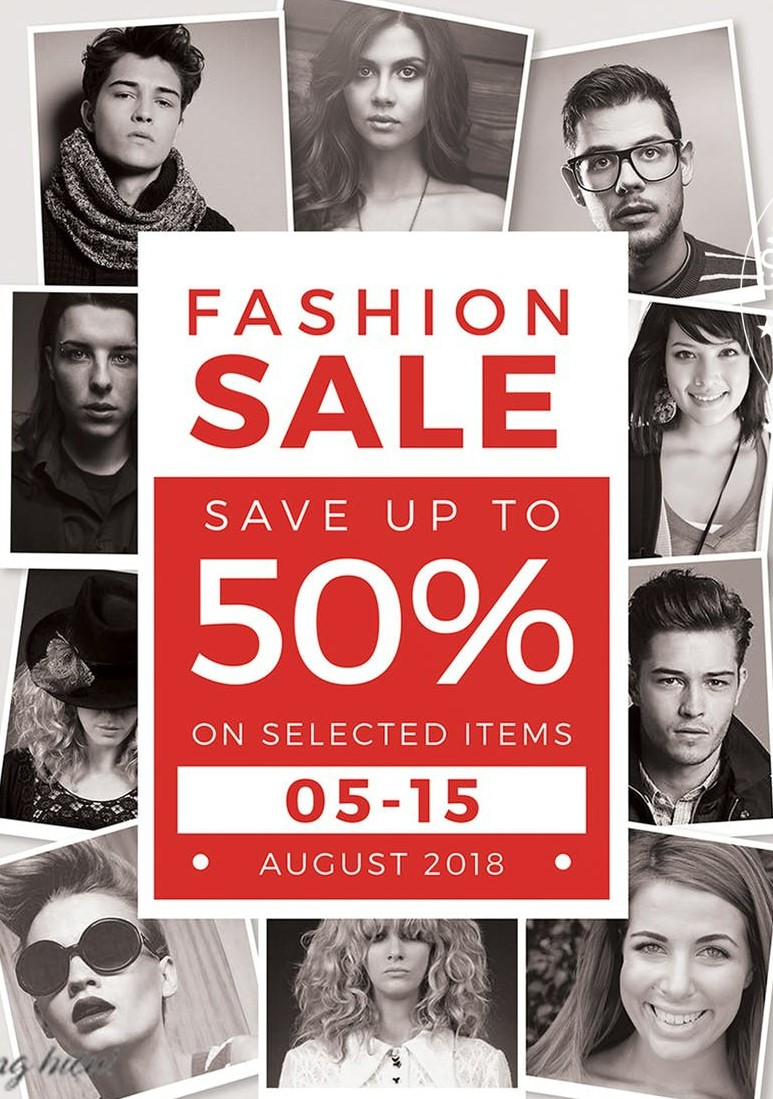 FASHION
SALE
SAVE UP TO
50%
ON SELECTED ITEMS
05-15
AUGUST 2018